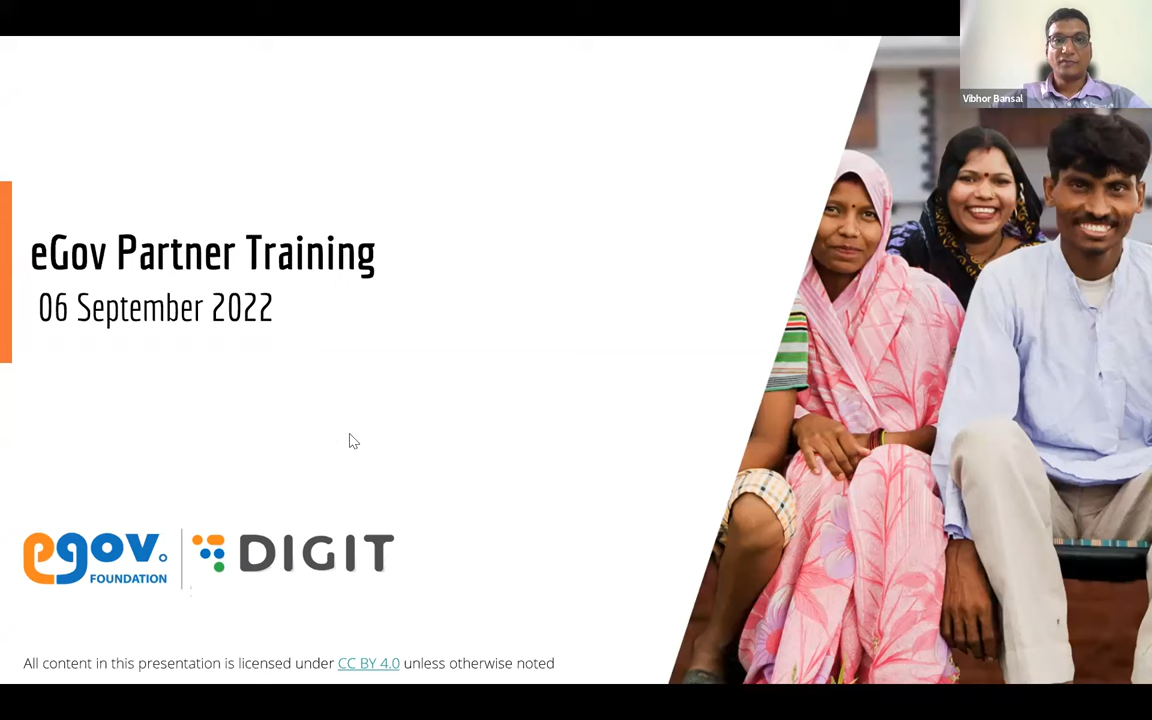 Vibhor Bansal
eGov Partner Training
06 September 2022
egov.
FOUNDATION
DIGIT
All content in this presentation is licensed under CC BY 4.0 unless otherwise noted